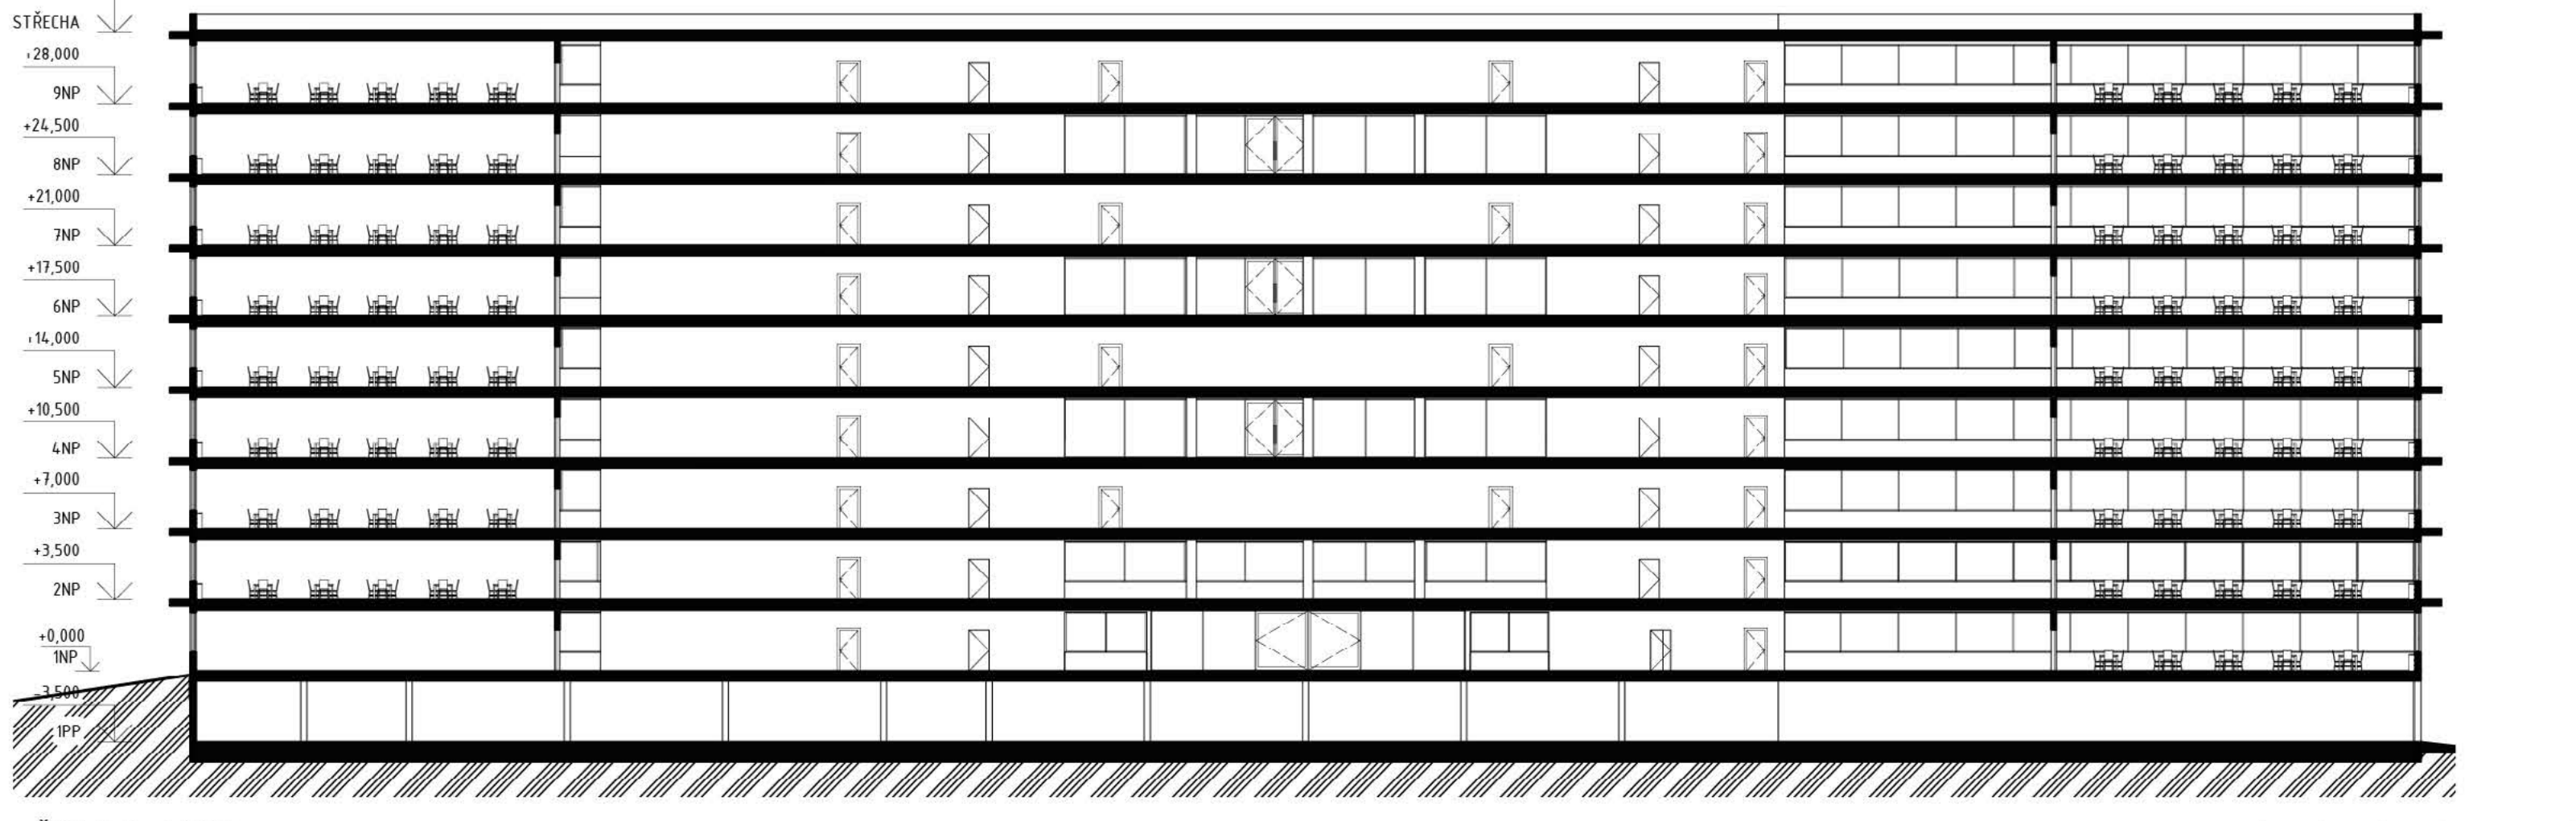 STŘECHA
+28,000
9NP
+24,500
8NP
+21,000
7NP
+17,500
6NP
+14,000
5NP
+10,500
4NP
+7,000
3NP
+3,500
2NP
+0,000
1NP
-3,500
1PP